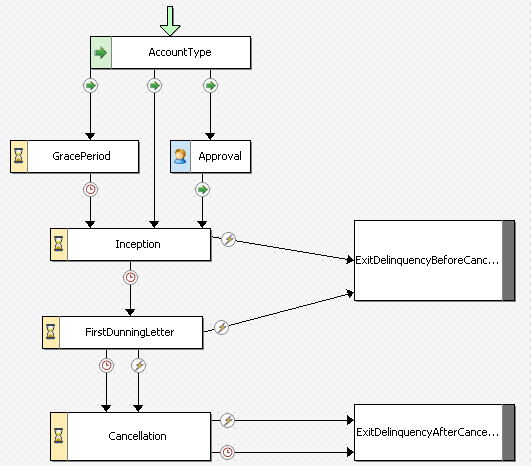 AccountType
GracePeriod
Approval
Inception
ExitDelinquencyBeforeCanc...
FirstDunningLetter
Cancellation
ExitDelinquencyAfterCance...